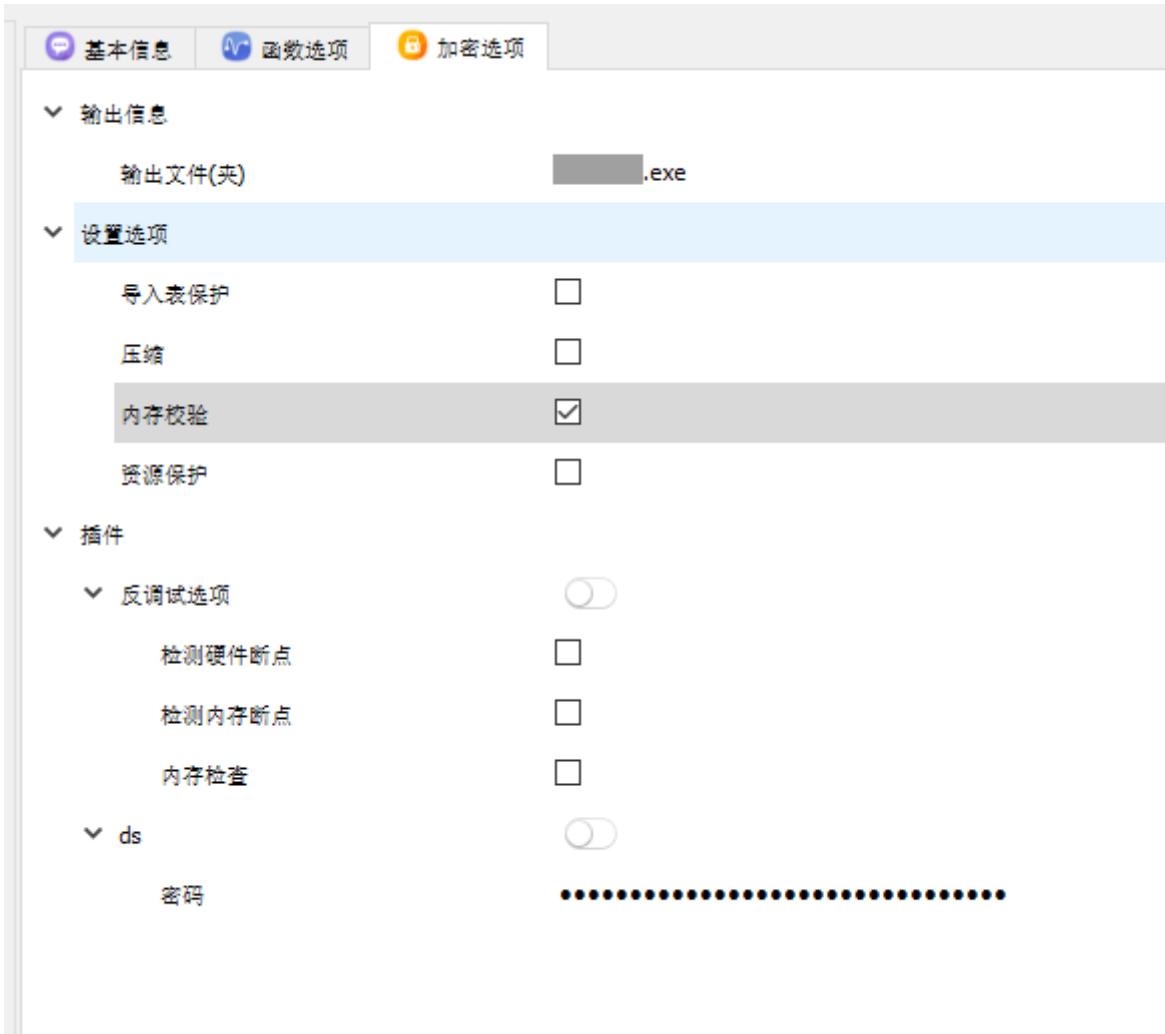 基本信息 函数选项 加密选项
输出信息
输出文件(夹) .exe
设置选项
导入表保护
压缩
内存校验
资源保护
插件
反调试选项
检测硬件断点
检测内存断点
内存检查
ds
密码 ••••••••••••••••••••••••••••••••